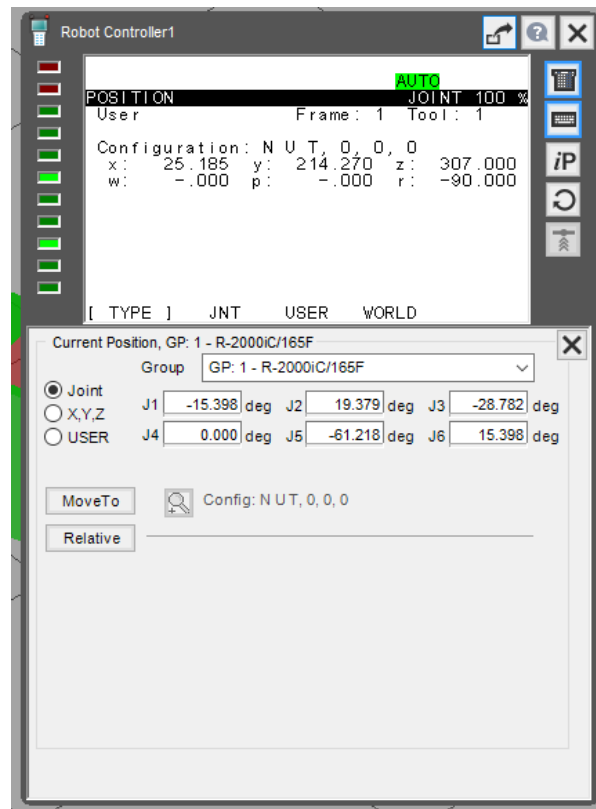 Robot Controller1
AUTO
POSITION JOINT 100 %
User Frame: 1 Tool: 1
Configuration: N U T, 0, 0, 0
x: 25.185 y: 214.270 z: 307.000
w: -.000 p: -.000 r: -90.000
[ TYPE ] JNT USER WORLD
iP
Current Position, GP: 1 - R-2000iC/165F
Group GP: 1 - R-2000iC/165F
Joint
X,Y,Z
USER
J1 -15.398 deg J2 19.379 deg J3 -28.782 deg
J4 0.000 deg J5 -61.218 deg J6 15.398 deg
MoveTo Config: N U T, 0, 0, 0
Relative